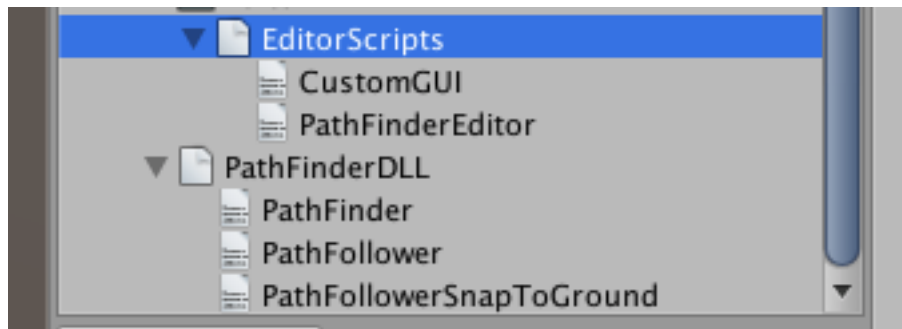 EditorScripts
CustomGUI
PathFinderEditor
PathFinderDLL
PathFinder
PathFollower
PathFollowerSnapToGround